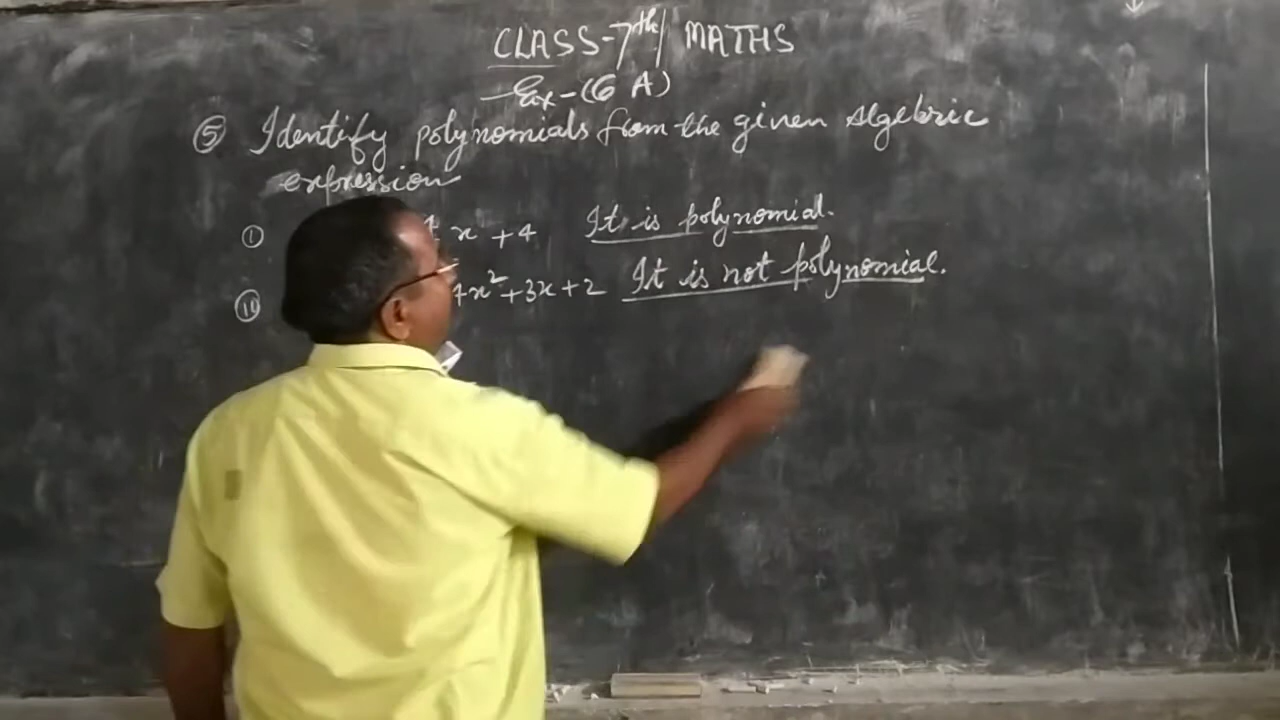 CLASS-7th/ MATHS
Ex-(6 A)
⑤ Identify polynomials from the given algebric
expression
① x + 4 It is polynomial.
⑪ 4x²+3x+2 It is not polynomial.